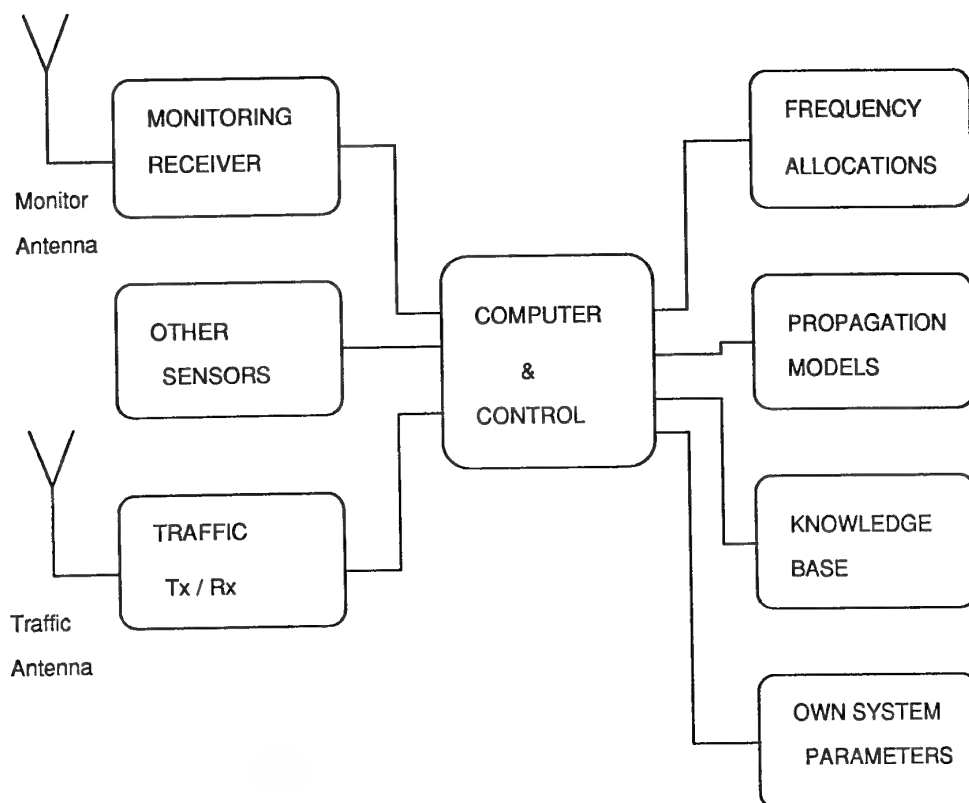 MONITORING
RECEIVER
Monitor
Antenna
OTHER
SENSORS
TRAFFIC
Tx / Rx
Traffic
Antenna
COMPUTER
&
CONTROL
FREQUENCY
ALLOCATIONS
PROPAGATION
MODELS
KNOWLEDGE
BASE
OWN SYSTEM
PARAMETERS